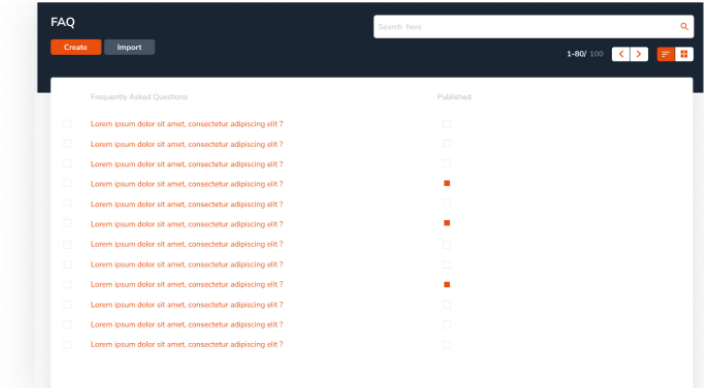 FAQ
Search here
Create Import
1-80/ 100
Frequently Asked Questions Published
Lorem ipsum dolor sit amet, consectetur adipiscing elit ?
Lorem ipsum dolor sit amet, consectetur adipiscing elit ?
Lorem ipsum dolor sit amet, consectetur adipiscing elit ?
Lorem ipsum dolor sit amet, consectetur adipiscing elit ?
Lorem ipsum dolor sit amet, consectetur adipiscing elit ?
Lorem ipsum dolor sit amet, consectetur adipiscing elit ?
Lorem ipsum dolor sit amet, consectetur adipiscing elit ?
Lorem ipsum dolor sit amet, consectetur adipiscing elit ?
Lorem ipsum dolor sit amet, consectetur adipiscing elit ?
Lorem ipsum dolor sit amet, consectetur adipiscing elit ?
Lorem ipsum dolor sit amet, consectetur adipiscing elit ?
Lorem ipsum dolor sit amet, consectetur adipiscing elit ?